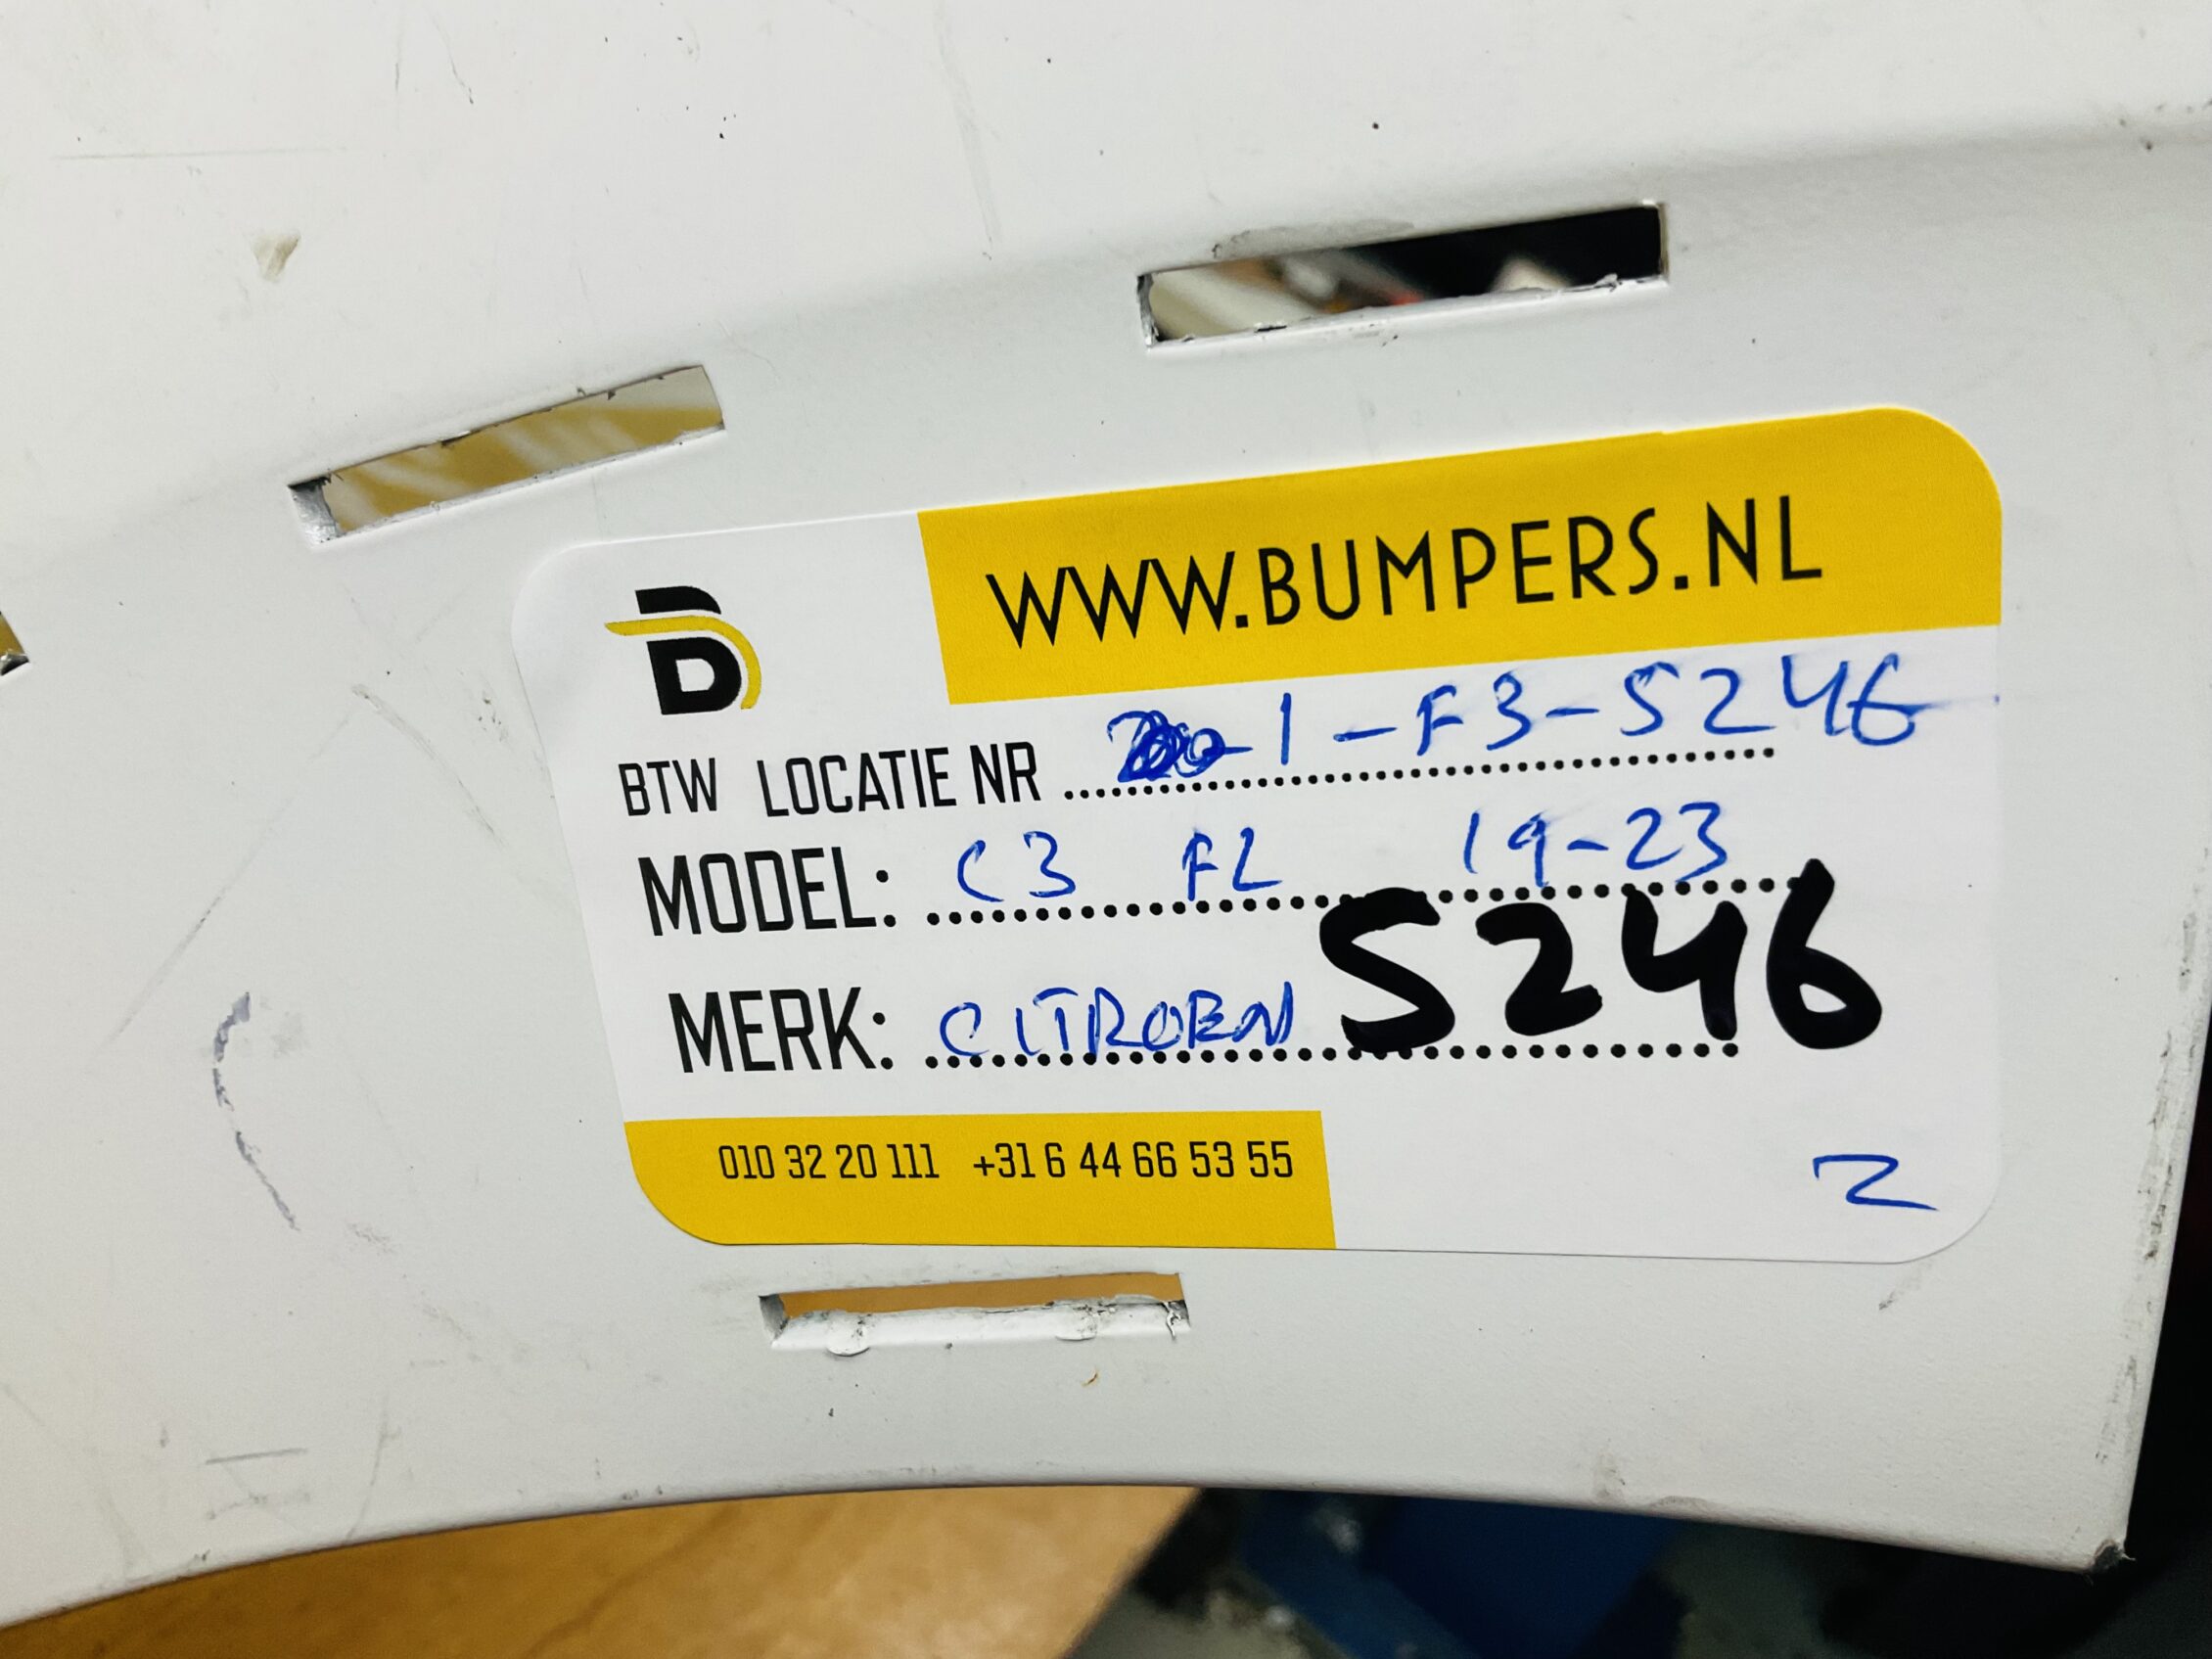 WWW.BUMPERS.NL
BTW LOCATIE NR 1-F3-S246
MODEL: C3 FL 19-23
S246
MERK: CITROEN
010 32 20 111 +31 6 44 66 53 55
2